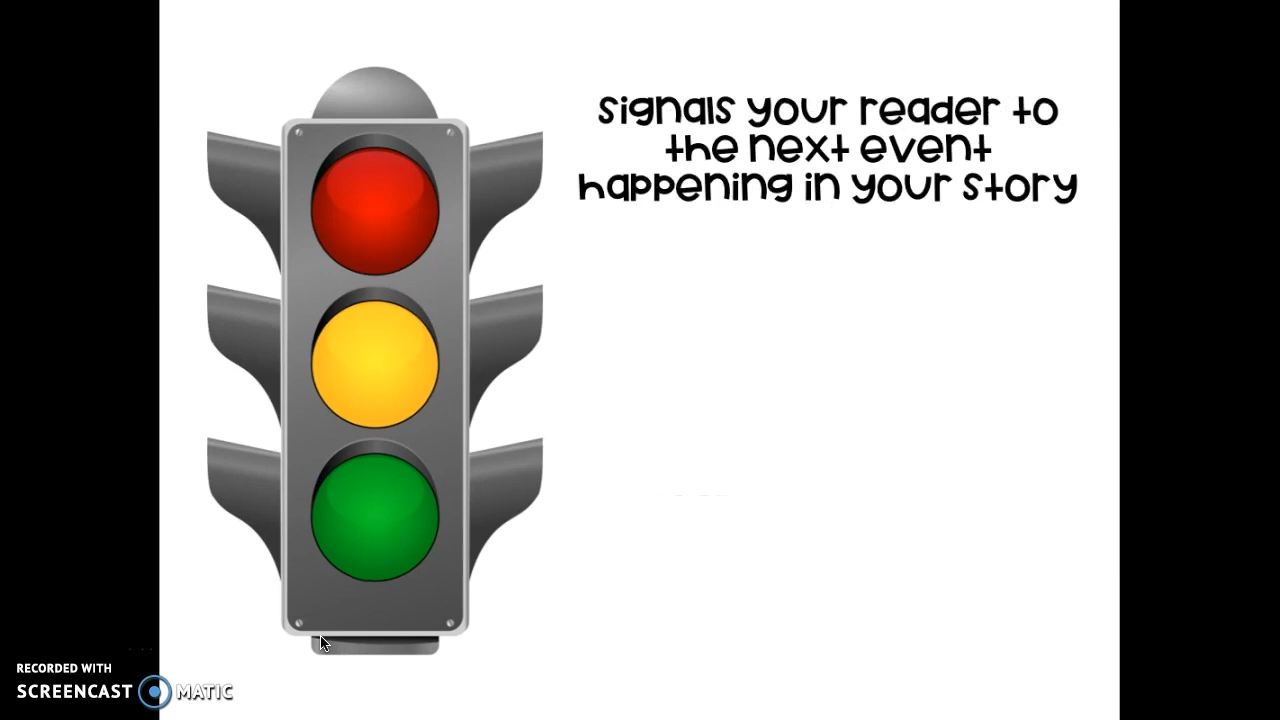 signals your reader to
the next event
happening in your story
RECORDED WITH
SCREENCAST MATIC